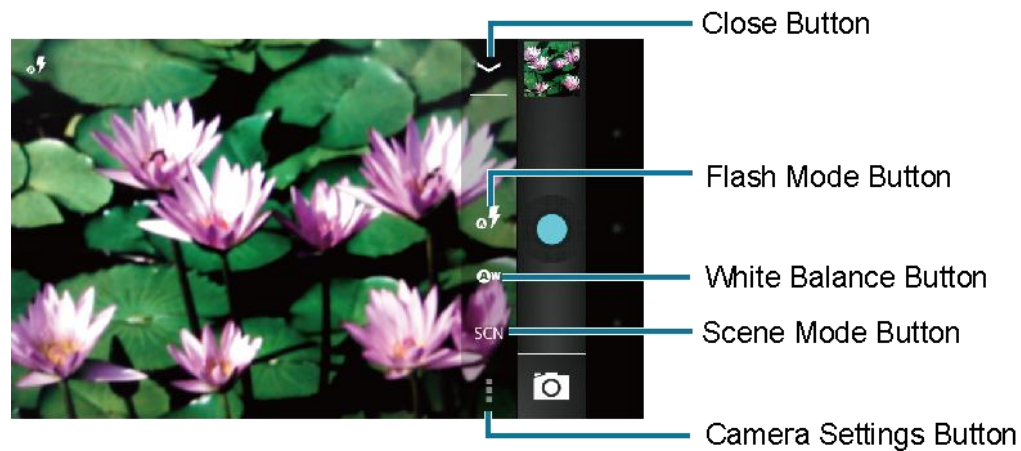 Close Button
Flash Mode Button
White Balance Button
SCN
Scene Mode Button
Camera Settings Button